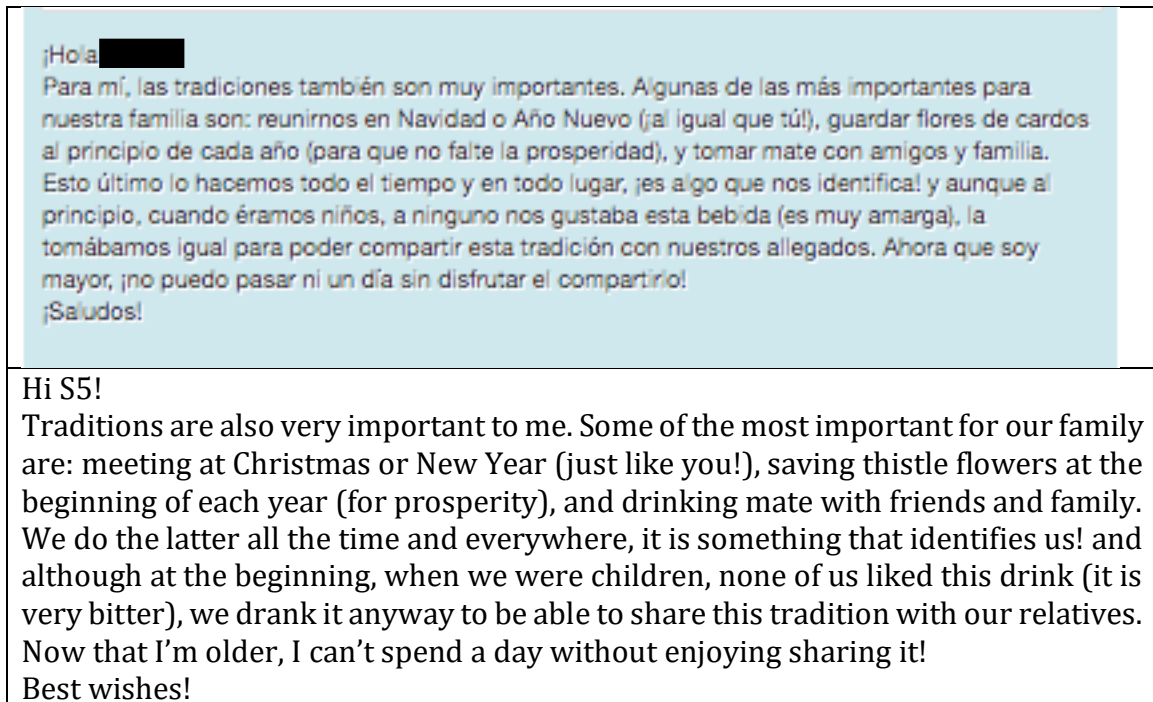 ¡Hola
Para mí, las tradiciones también son muy importantes. Algunas de las más importantes para
nuestra familia son: reunirnos en Navidad o Año Nuevo (¡al igual que tú!), guardar flores de cardos
al principio de cada año (para que no falte la prosperidad), y tomar mate con amigos y familia.
Esto último lo hacemos todo el tiempo y en todo lugar, ¡es algo que nos identifica! y aunque al
principio, cuando éramos niños, a ninguno nos gustaba esta bebida (es muy amarga), la
tomábamos igual para poder compartir esta tradición con nuestros allegados. Ahora que soy
mayor, ¡no puedo pasar ni un día sin disfrutar el compartirlo!
¡Saludos!
Hi S5!
Traditions are also very important to me. Some of the most important for our family
are: meeting at Christmas or New Year (just like you!), saving thistle flowers at the
beginning of each year (for prosperity), and drinking mate with friends and family.
We do the latter all the time and everywhere, it is something that identifies us! and
although at the beginning, when we were children, none of us liked this drink (it is
very bitter), we drank it anyway to be able to share this tradition with our relatives.
Now that I’m older, I can’t spend a day without enjoying sharing it!
Best wishes!